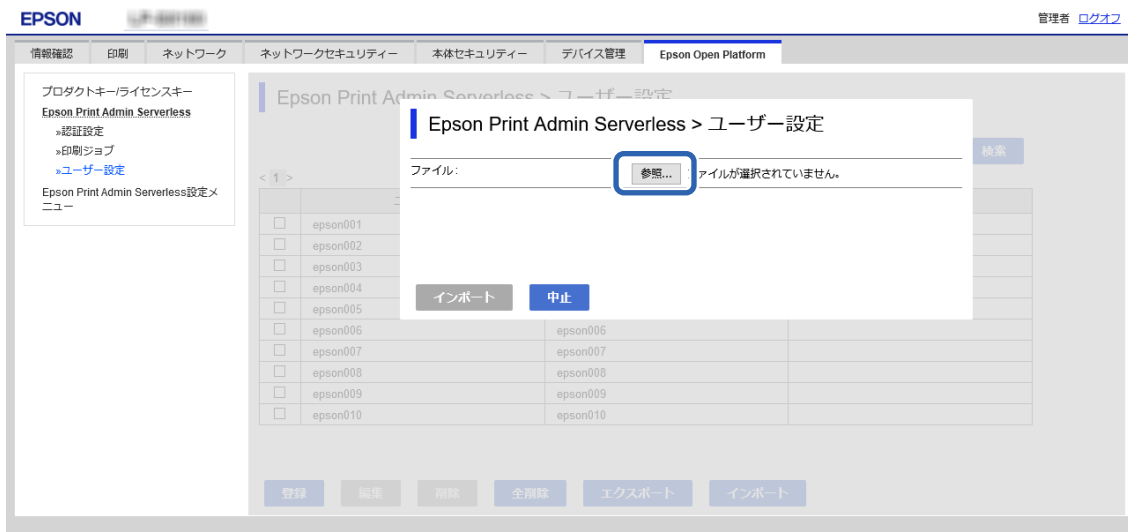 EPSON
管理者 ログオフ
情報確認 印刷 ネットワーク ネットワークセキュリティー 本体セキュリティー デバイス管理 Epson Open Platform
プロダクトキー/ライセンスキー
Epson Print Admin Serverless
»認証設定
»印刷ジョブ
»ユーザー設定
Epson Print Admin Serverless設定メ
ニュー
Epson Print Admin Serverless > ユーザー設定
Epson Print Admin Serverless > ユーザー設定
ファイル:
参照... ァイルが選択されていません。
インポート 中止
検索
< 1 >
epson001
epson002
epson003
epson004
epson005
epson006 epson006
epson007 epson007
epson008 epson008
epson009 epson009
epson010 epson010
登録 編集 削除 全削除 エクスポート インポート